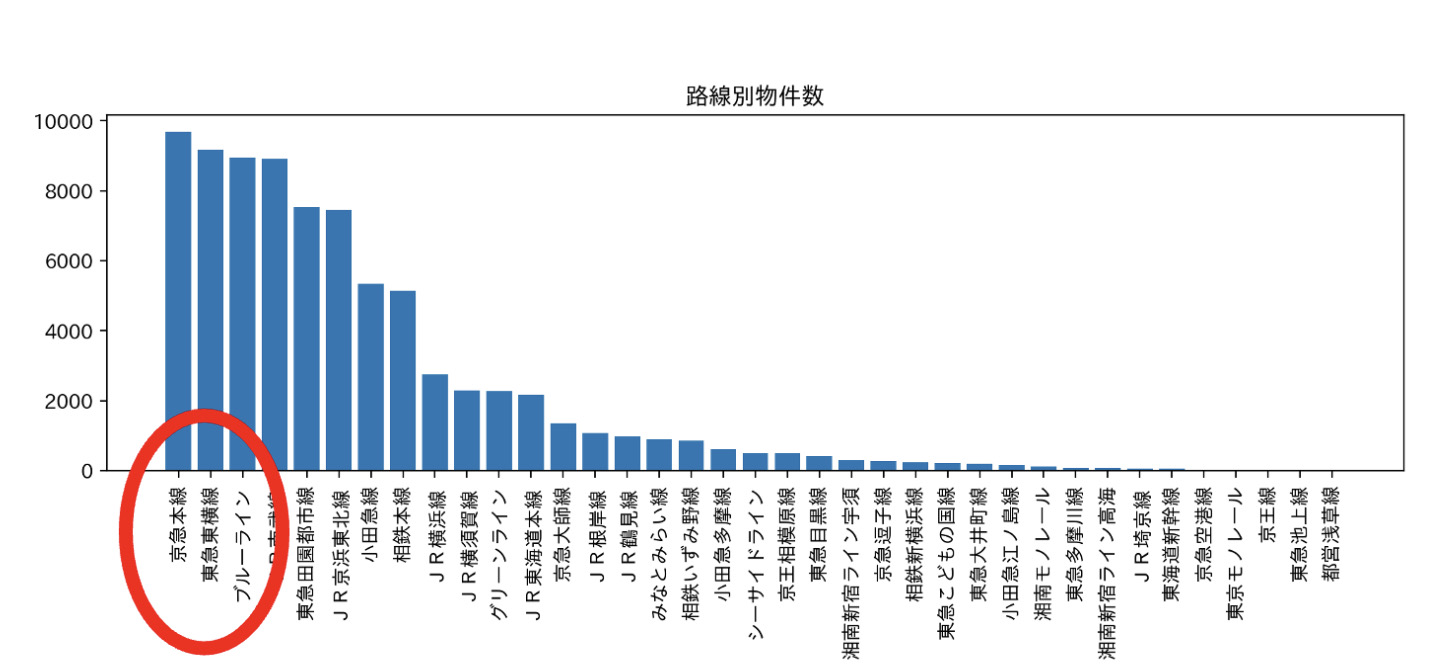 路線別物件数
10000
8000
6000
4000
2000
0
京急本線
東急東横線
ブルーライン
東急田園都市線
ＪＲ京浜東北線
小田急線
相鉄本線
ＪＲ横浜線
ＪＲ横須賀線
グリーンライン
ＪＲ東海道本線
京急大師線
ＪＲ根岸線
ＪＲ鶴見線
みなとみらい線
相鉄いずみ野線
小田急多摩線
シーサイドライン
京王相模原線
東急目黒線
湘南新宿ライン宇須
京急逗子線
相鉄新横浜線
東急こどもの国線
東急大井町線
小田急江ノ島線
湘南モノレール
東急多摩川線
湘南新宿ライン高海
ＪＲ埼京線
東海道新幹線
京急空港線
東京モノレール
京王線
東急池上線
都営浅草線